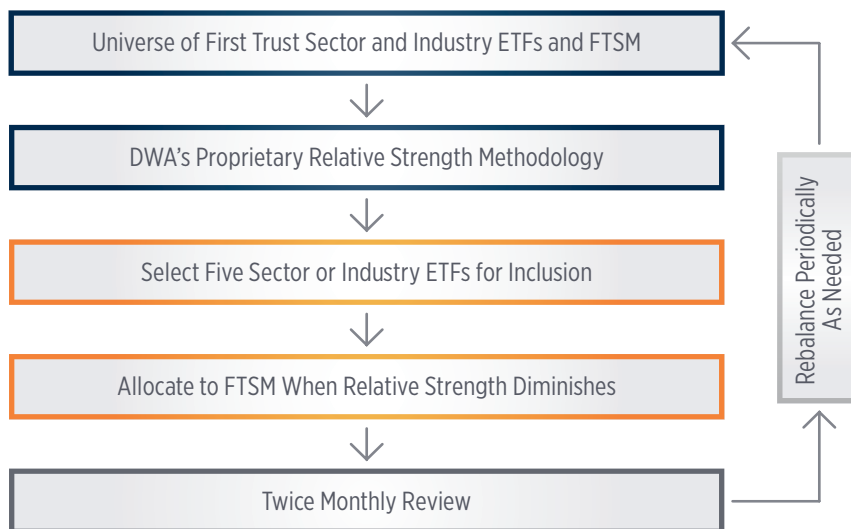 Universe of First Trust Sector and Industry ETFs and FTSM
DWA’s Proprietary Relative Strength Methodology
Select Five Sector or Industry ETFs for Inclusion
Allocate to FTSM When Relative Strength Diminishes
Twice Monthly Review
Rebalance Periodically
As Needed